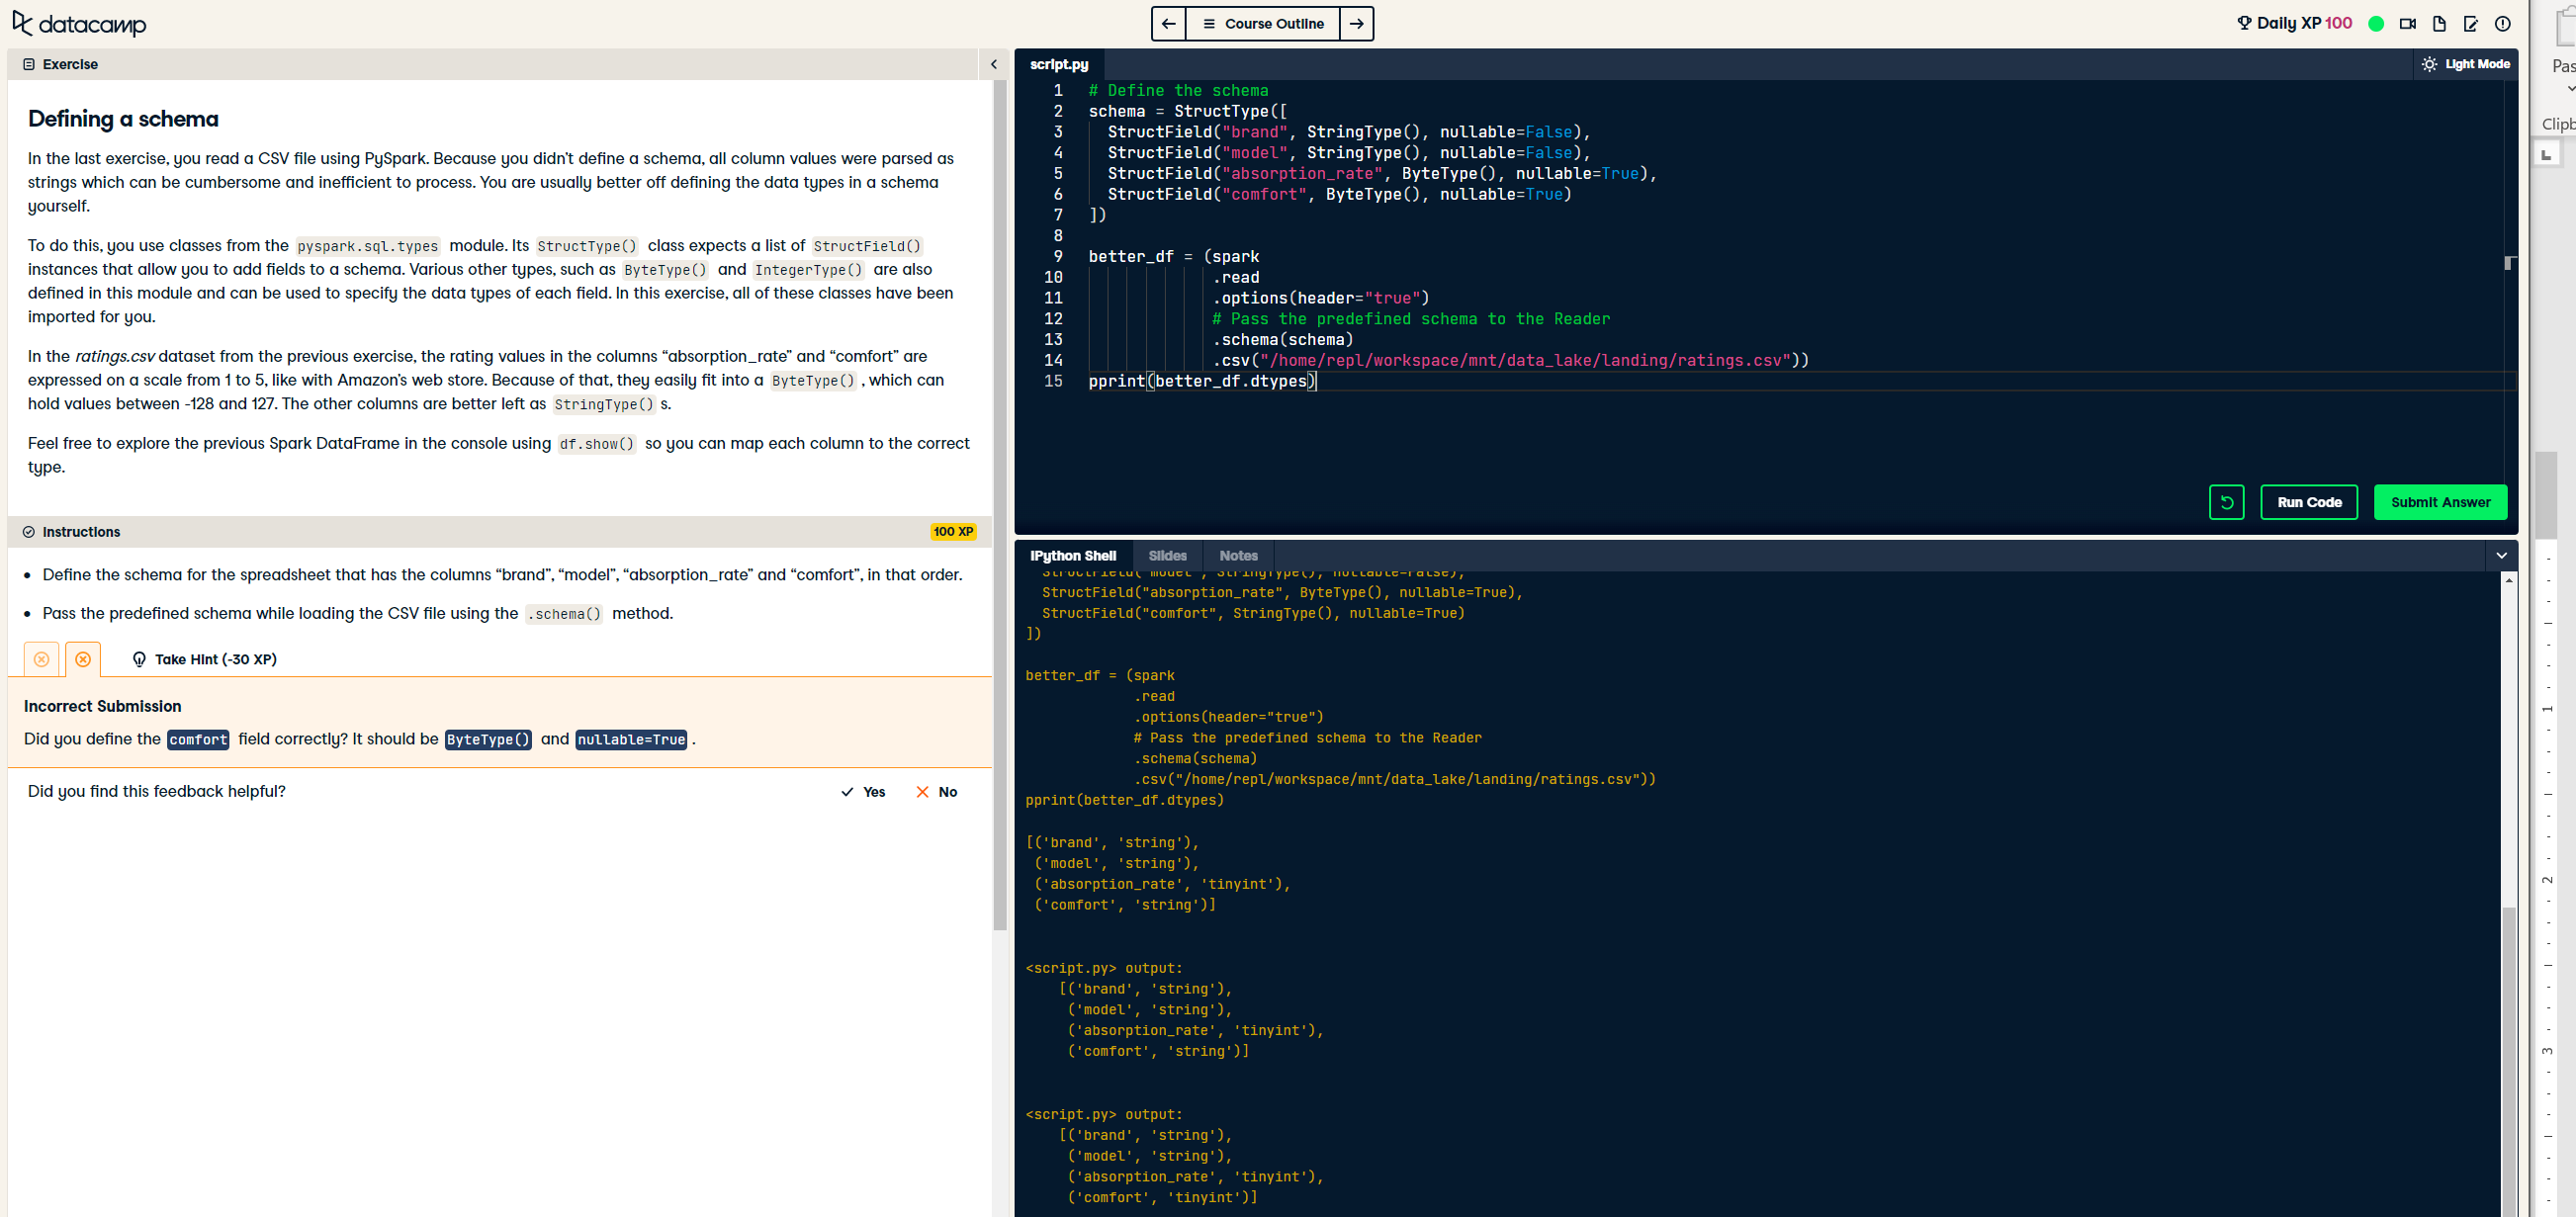 datacamp
Course Outline
Daily XP 100
Exercise
Defining a schema
In the last exercise, you read a CSV file using PySpark. Because you didn't define a schema, all column values were parsed as
strings which can be cumbersome and inefficient to process. You are usually better off defining the data types in a schema
yourself.
To do this, you use classes from the pyspark.sql.types module. Its StructType() class expects a list of StructField()
instances that allow you to add fields to a schema. Various other types, such as ByteType() and IntegerType() are also
defined in this module and can be used to specify the data types of each field. In this exercise, all of these classes have been
imported for you.
In the ratings.csv dataset from the previous exercise, the rating values in the columns “absorption_rate” and “comfort” are
expressed on a scale from 1 to 5, like with Amazon's web store. Because of that, they easily fit into a ByteType() , which can
hold values between -128 and 127. The other columns are better left as StringType() s.
Feel free to explore the previous Spark DataFrame in the console using df.show() so you can map each column to the correct
type.
Instructions
100 XP
Define the schema for the spreadsheet that has the columns “brand”, “model”, “absorption_rate” and “comfort”, in that order.
Pass the predefined schema while loading the CSV file using the .schema() method.
Take Hint (-30 XP)
Incorrect Submission
Did you define the comfort field correctly? It should be ByteType() and nullable=True .
Did you find this feedback helpful?
Yes
No
script.py
Light Mode
1 # Define the schema
2 schema = StructType([
3 StructField("brand", StringType(), nullable=False),
4 StructField("model", StringType(), nullable=False),
5 StructField("absorption_rate", ByteType(), nullable=True),
6 StructField("comfort", ByteType(), nullable=True)
7 ])
8
9 better_df = (spark
10 .read
11 .options(header="true")
12 # Pass the predefined schema to the Reader
13 .schema(schema)
14 .csv("/home/repl/workspace/mnt/data_lake/landing/ratings.csv"))
15 pprint(better_df.dtypes)
Run Code
Submit Answer
IPython Shell
Slides
Notes
StructField("model", StringType(), nullable=False),
StructField("absorption_rate", ByteType(), nullable=True),
StructField("comfort", StringType(), nullable=True)
])
better_df = (spark
.read
.options(header="true")
# Pass the predefined schema to the Reader
.schema(schema)
.csv("/home/repl/workspace/mnt/data_lake/landing/ratings.csv"))
pprint(better_df.dtypes)
[('brand', 'string'),
('model', 'string'),
('absorption_rate', 'tinyint'),
('comfort', 'string')]
<script.py> output:
[('brand', 'string'),
('model', 'string'),
('absorption_rate', 'tinyint'),
('comfort', 'string')]
<script.py> output:
[('brand', 'string'),
('model', 'string'),
('absorption_rate', 'tinyint'),
('comfort', 'tinyint')]
1
2
3